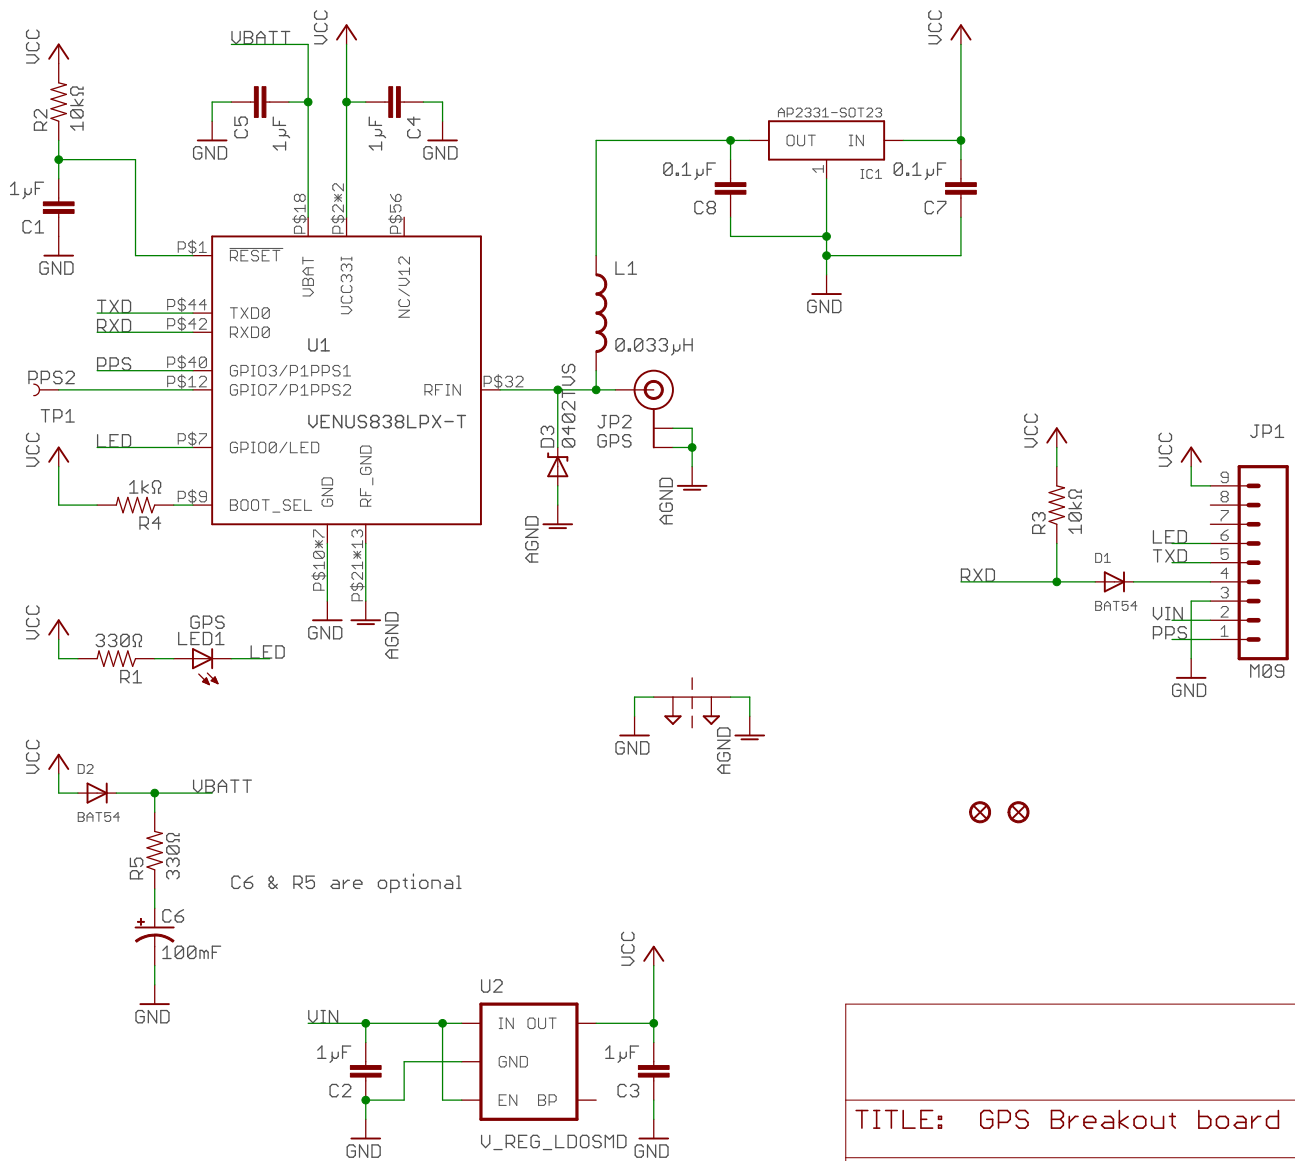 VCC
R2
10kΩ
1µF
C1
GND
VBATT
VCC
GND
C5
1µF
1µF
C4
GND
P$18
P$2*2
P$56
P$1
RESET
VBAT
VCC33I
NC/V12
TXD
P$44
TXD0
RXD
P$42
RXD0
U1
PPS
P$40
GPIO3/P1PPS1
PPS2
P$12
GPIO7/P1PPS2
RFIN
P$32
TP1
VENUS838LPX-T
VCC
LED
P$7
GPIO0/LED
1kΩ
R4
P$9
BOOT_SEL
GND
RF_GND
P$10*7
P$21*13
GND
AGND
VCC
AP2331-SOT23
OUT IN
1
IC1
0.1µF
C8
0.1µF
C7
GND
L1
0.033µH
D3
0402TVS
AGND
JP2
GPS
AGND
VCC
R3
10kΩ
RXD
D1
BAT54
VCC
JP1
9
8
7
LED
6
TXD
5
4
3
VIN
2
PPS
1
GND
M09
VCC
330Ω
R1
GPS
LED1
LED
GND
AGND
VCC
D2
BAT54
VBATT
R5
330Ω
C6 & R5 are optional
+
C6
100mF
GND
VIN
1µF
C2
GND
U2
IN OUT
GND
EN BP
V_REG_LDOSMD
VCC
1µF
C3
GND
TITLE: GPS Breakout board